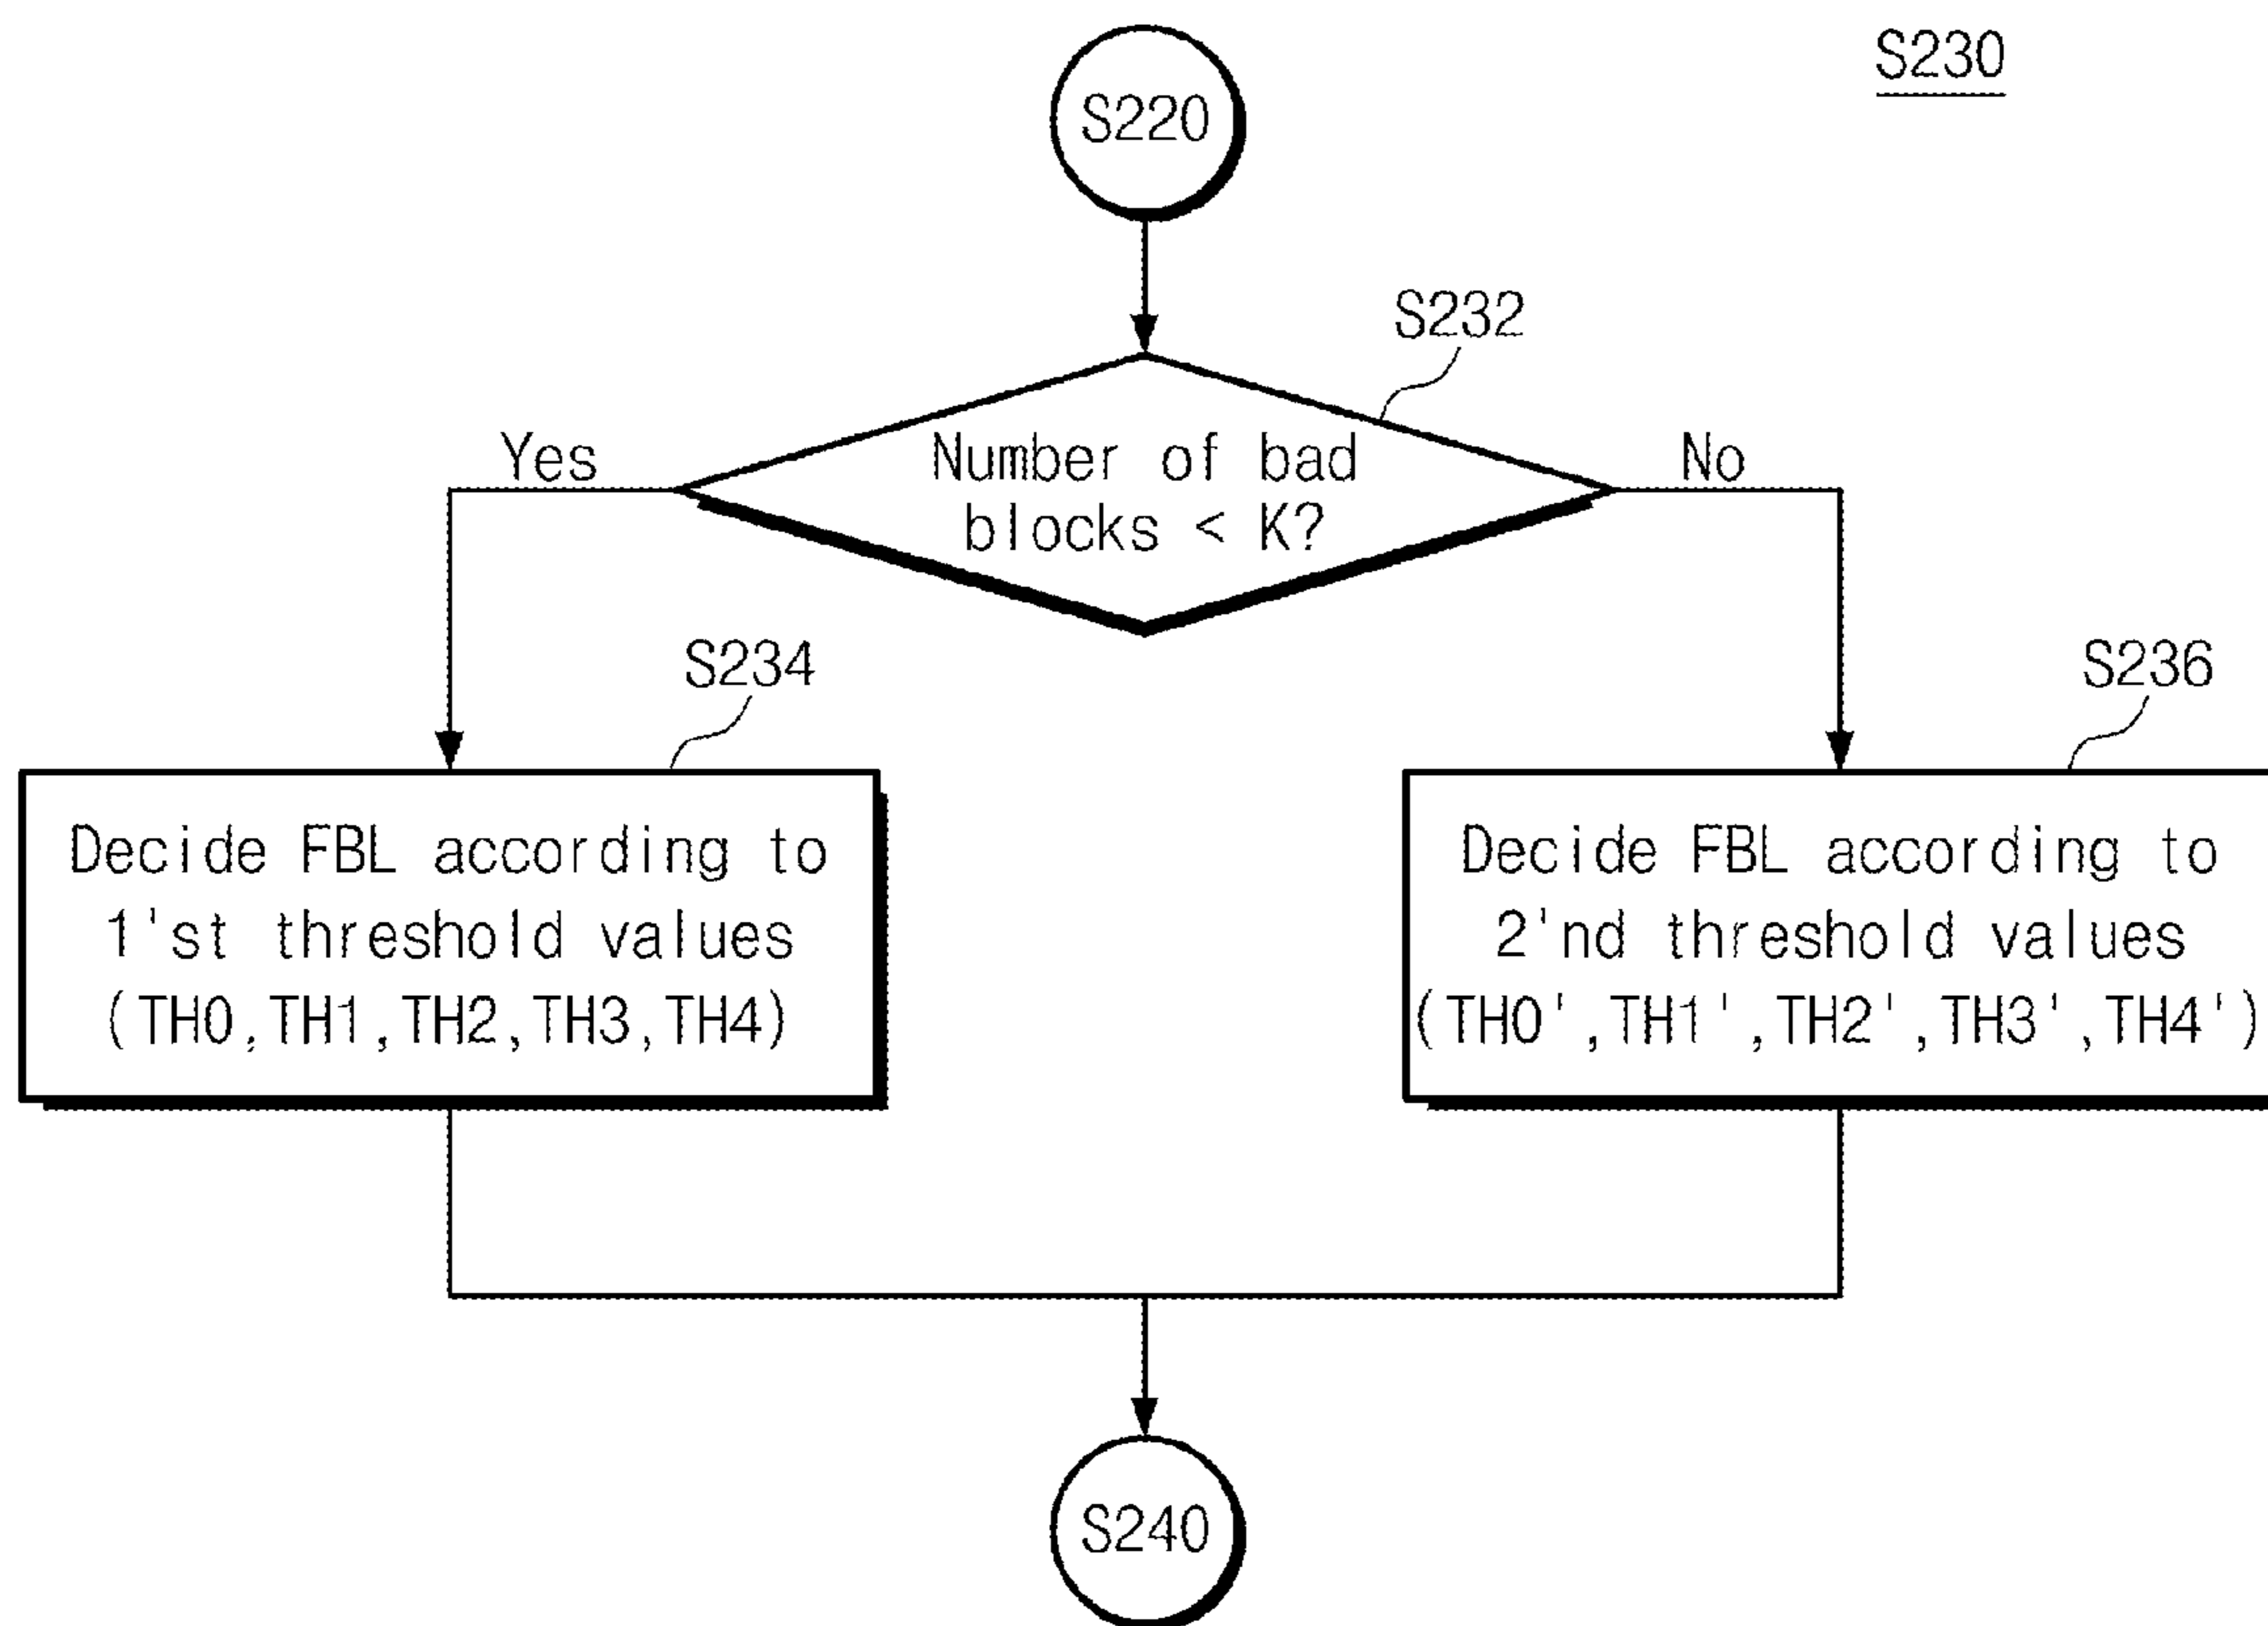 S230
S220
S232
Number of bad
blocks < K?
Yes
No
S234
S236
Decide FBL according to
1'st threshold values
(TH0,TH1,TH2,TH3,TH4)
Decide FBL according to
2'nd threshold values
(TH0',TH1',TH2',TH3',TH4')
S240